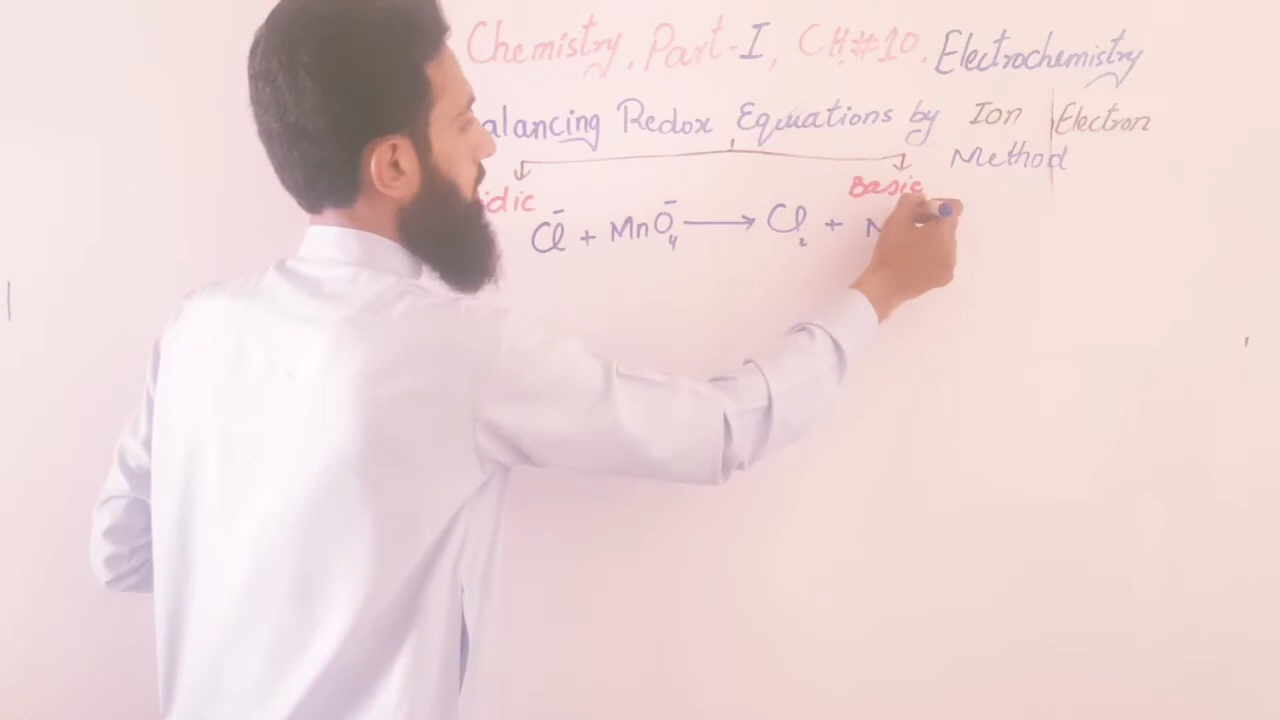 Chemistry, Part-I, CH#10, Electrochemistry
alancing Redox Equations by Ion Electron
Method
idic Basic
Cl⁻ + MnO₄⁻ ⟶ Cl₂ +